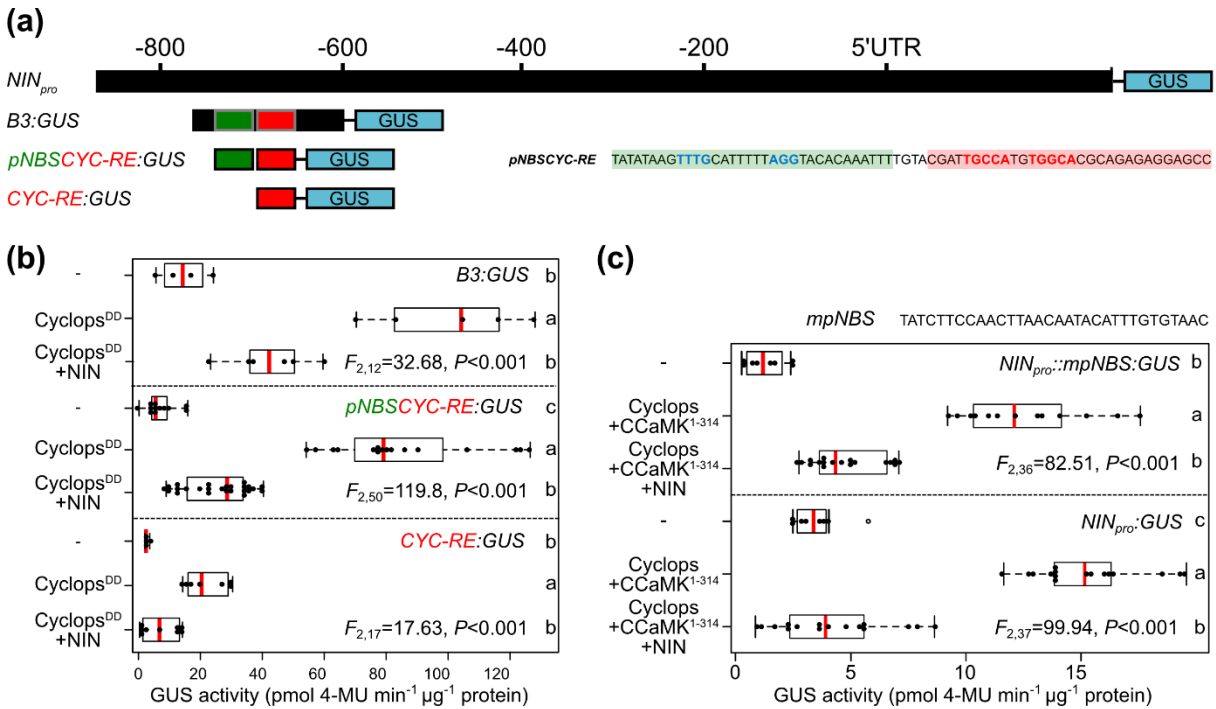 (a)
-800 -600 -400 -200 5'UTR
NINpro GUS
B3:GUS GUS
pNBSCYC-RE:GUS GUS pNBSCYC-RE TATATAAGTTTGCATTTTTAGGTACACAAATTTTGTACGATTGCCATGTGGCACGCAGAGAGGAGCC
CYC-RE:GUS GUS
(b)
- B3:GUS b
CyclopsDD a
CyclopsDD
+NIN F2,12=32.68, P<0.001 b
- pNBSCYC-RE:GUS c
CyclopsDD a
CyclopsDD
+NIN F2,50=119.8, P<0.001 b
- CYC-RE:GUS b
CyclopsDD a
CyclopsDD
+NIN F2,17=17.63, P<0.001 b
0 20 40 60 80 100 120
GUS activity (pmol 4-MU min-1 µg-1 protein)
(c)
mpNBS TATCTTCCAACTTAACAATACATTTGTGTAAC
- NINpro::mpNBS:GUS b
Cyclops
+CCaMK1-314 a
Cyclops
+CCaMK1-314
+NIN F2,36=82.51, P<0.001 b
- NINpro:GUS c
Cyclops
+CCaMK1-314 a
Cyclops
+CCaMK1-314
+NIN F2,37=99.94, P<0.001 b
0 5 10 15
GUS activity (pmol 4-MU min-1 µg-1 protein)